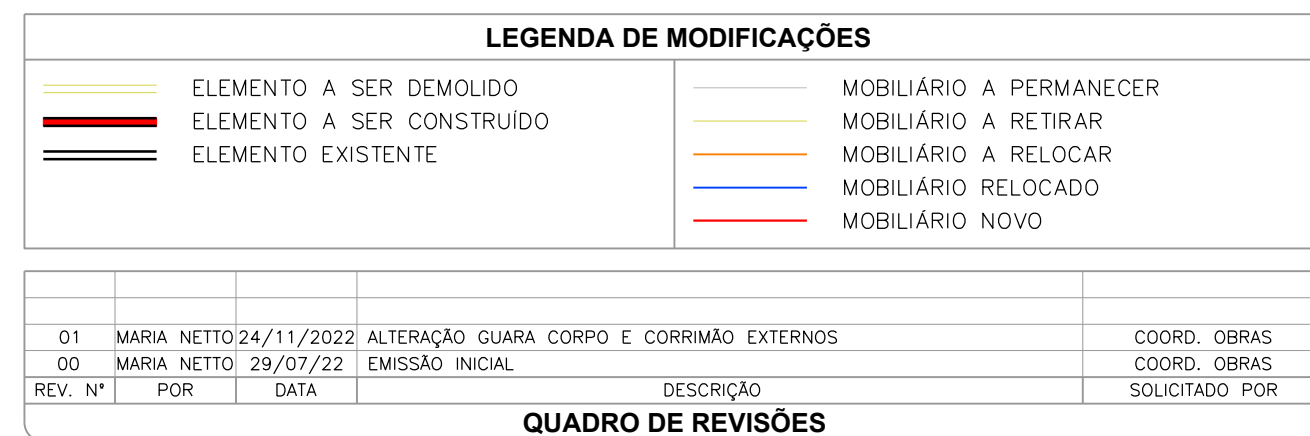 LEGENDA DE MODIFICAÇÕES
ELEMENTO A SER DEMOLIDO
ELEMENTO A SER CONSTRUÍDO
ELEMENTO EXISTENTE
MOBILIÁRIO A PERMANECER
MOBILIÁRIO A RETIRAR
MOBILIÁRIO A RELOCAR
MOBILIÁRIO RELOCADO
MOBILIÁRIO NOVO
01 MARIA NETTO 24/11/2022 ALTERAÇÃO GUARA CORPO E CORRIMÃO EXTERNOS COORD. OBRAS
00 MARIA NETTO 29/07/22 EMISSÃO INICIAL COORD. OBRAS
REV. Nº POR DATA DESCRIÇÃO SOLICITADO POR
QUADRO DE REVISÕES